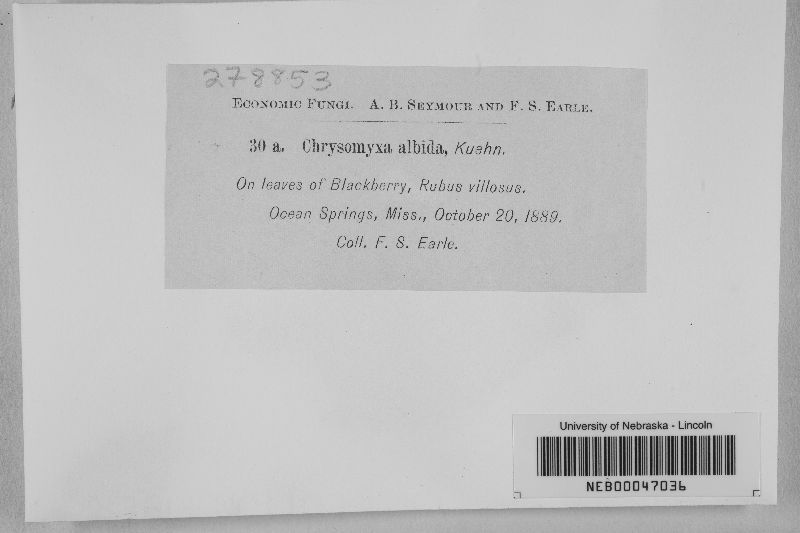 278853
Economic Fungi. A. B. Seymour and F. S. Earle.
30 a. Chrysomyxa albida, Kuehn.
On leaves of Blackberry, Rubus villosus.
Ocean Springs, Miss., October 20, 1889.
Coll. F. S. Earle.
University of Nebraska - Lincoln
NEB00047036